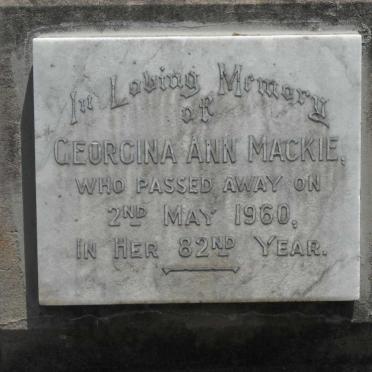 In Loving Memory
of
GEORGINA ANN MACKIE,
WHO PASSED AWAY ON
2ND MAY 1960,
IN HER 82ND YEAR.